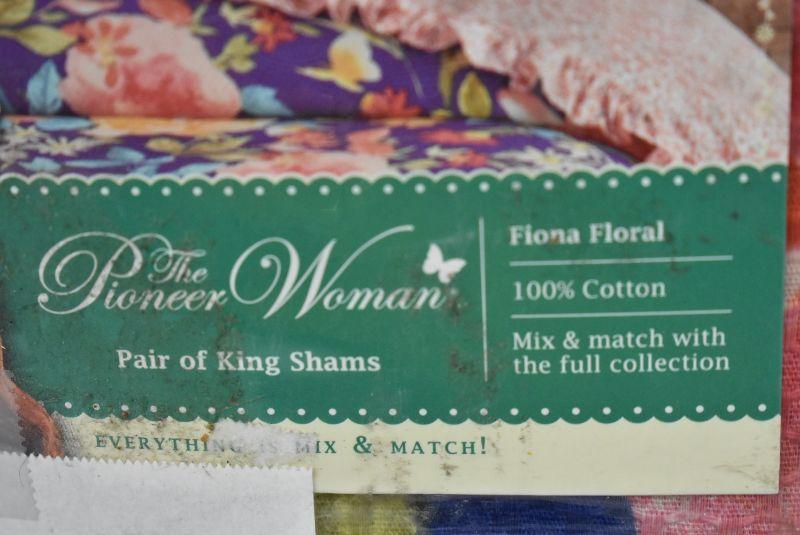 The
Pioneer Woman
Pair of King Shams
Fiona Floral
100% Cotton
Mix & match with
the full collection
EVERYTHING IS MIX & MATCH!